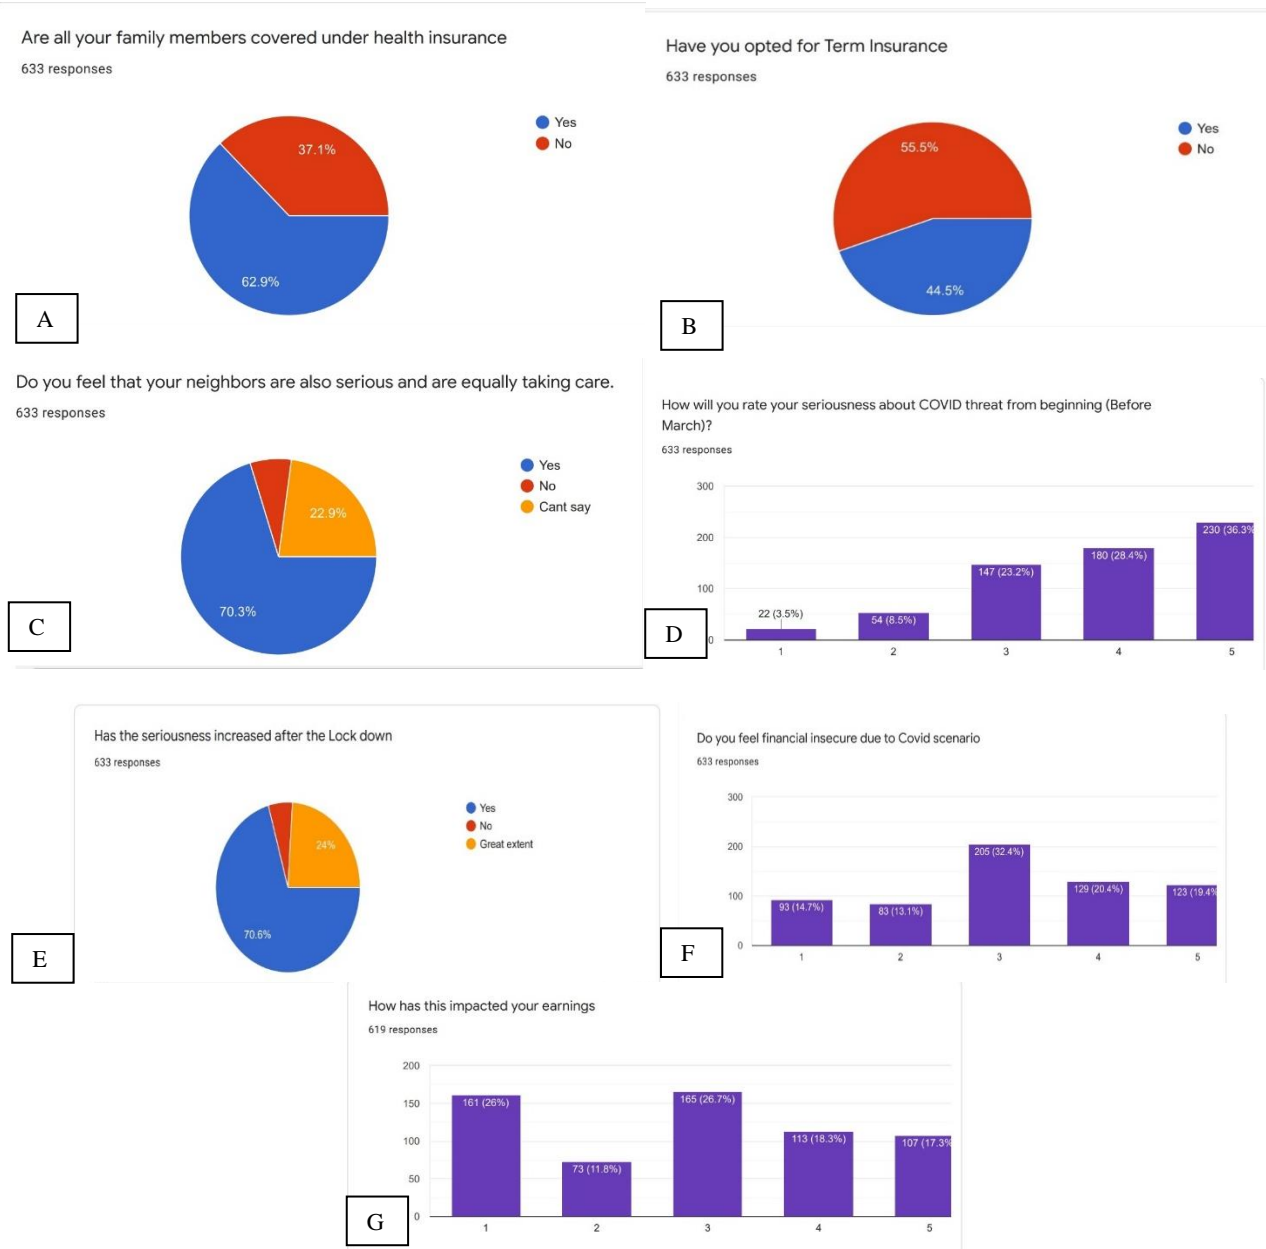 Are all your family members covered under health insurance
633 responses
Yes
No
37.1%
62.9%
A
Have you opted for Term Insurance
633 responses
Yes
No
55.5%
44.5%
B
Do you feel that your neighbors are also serious and are equally taking care.
633 responses
Yes
No
Cant say
22.9%
70.3%
C
How will you rate your seriousness about COVID threat from beginning (Before
March)?
633 responses
300
200
100
0
22 (3.5%)
54 (8.5%)
147 (23.2%)
180 (28.4%)
230 (36.3%
1 2 3 4 5
D
Has the seriousness increased after the Lock down
633 responses
Yes
No
Great extent
24%
70.6%
E
Do you feel financial insecure due to Covid scenario
633 responses
300
200
100
0
93 (14.7%)
83 (13.1%)
205 (32.4%)
129 (20.4%)
123 (19.4%
1 2 3 4 5
F
How has this impacted your earnings
619 responses
200
150
100
50
0
161 (26%)
73 (11.8%)
165 (26.7%)
113 (18.3%)
107 (17.3%
1 2 3 4 5
G